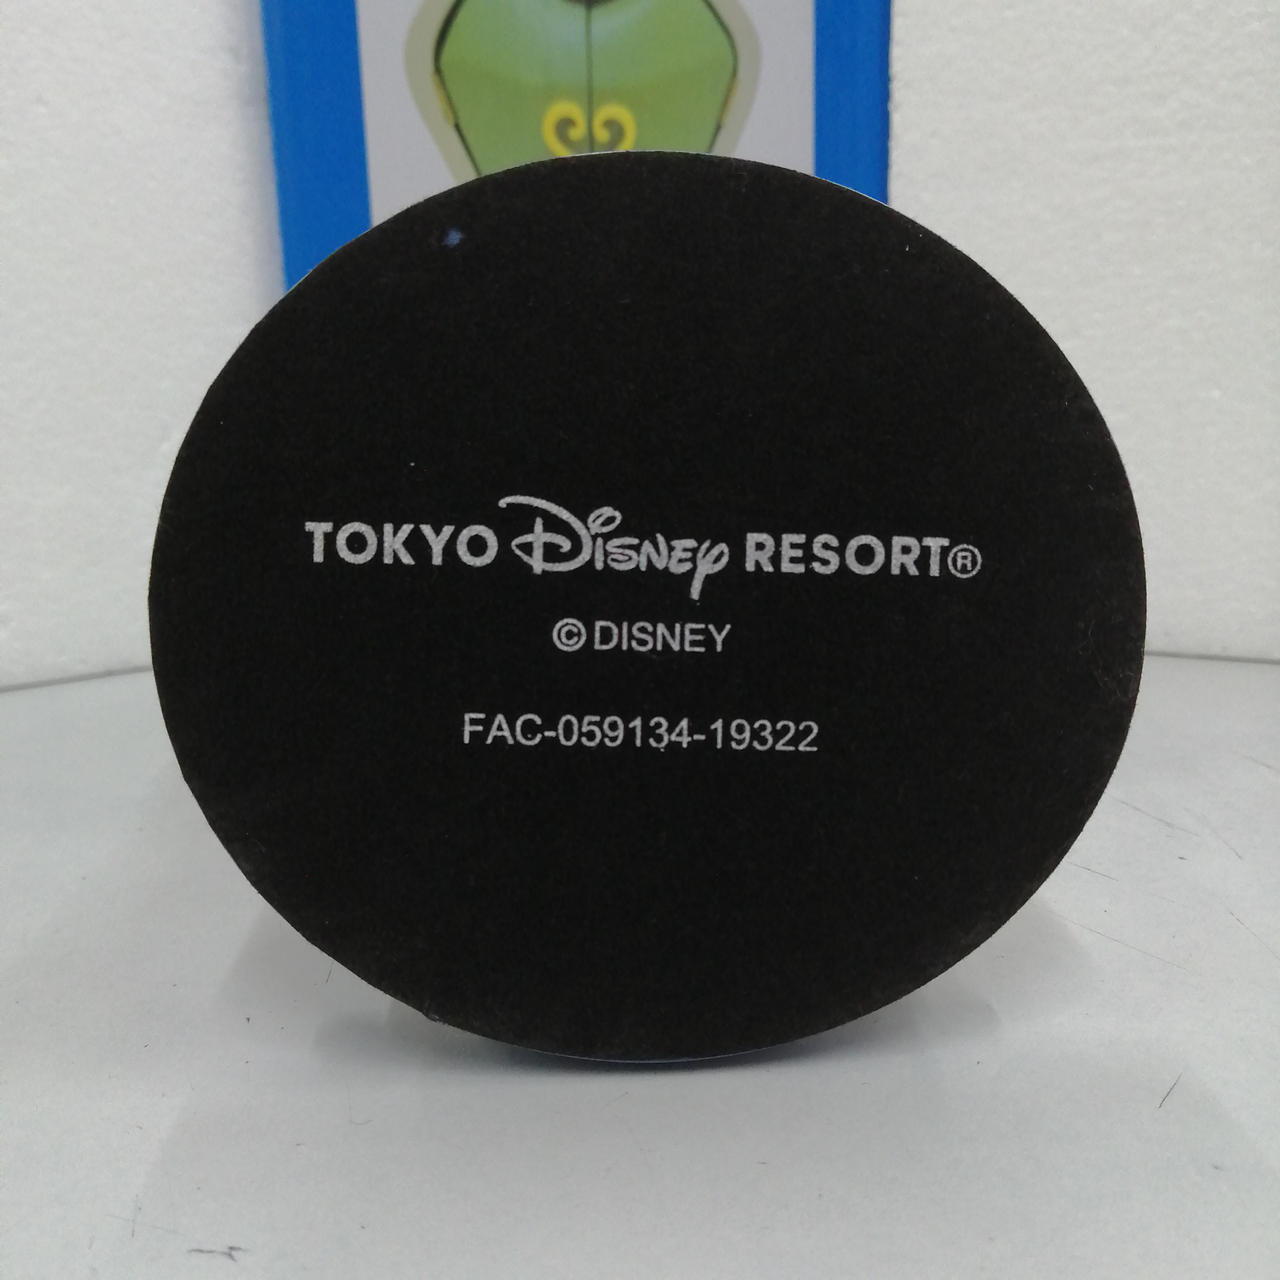 TOKYO Disney RESORT®
©DISNEY
FAC-059134-19322